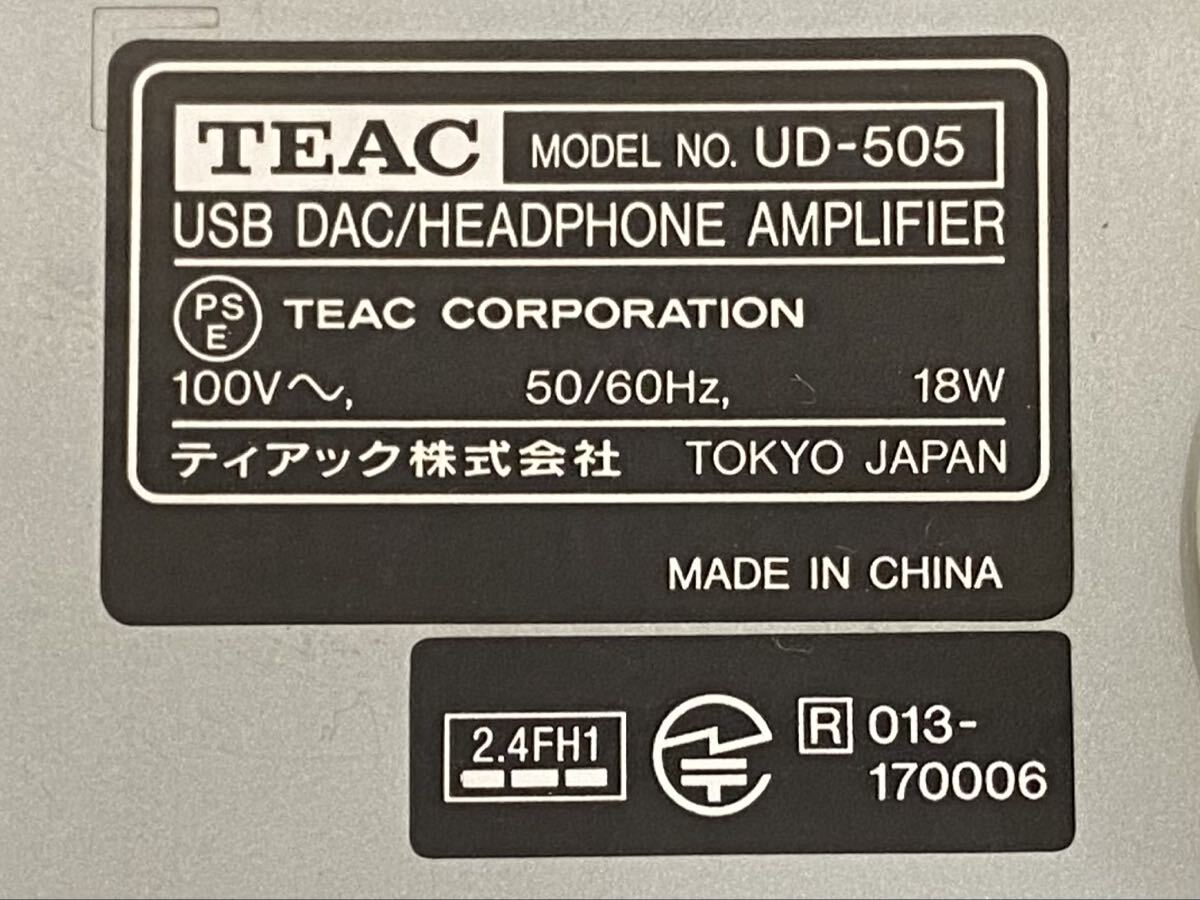 TEAC MODEL NO. UD-505
USB DAC/HEADPHONE AMPLIFIER
PS E TEAC CORPORATION
100V〜, 50/60Hz, 18W
ティアック株式会社 TOKYO JAPAN
MADE IN CHINA
2.4FH1 R 013-
170006